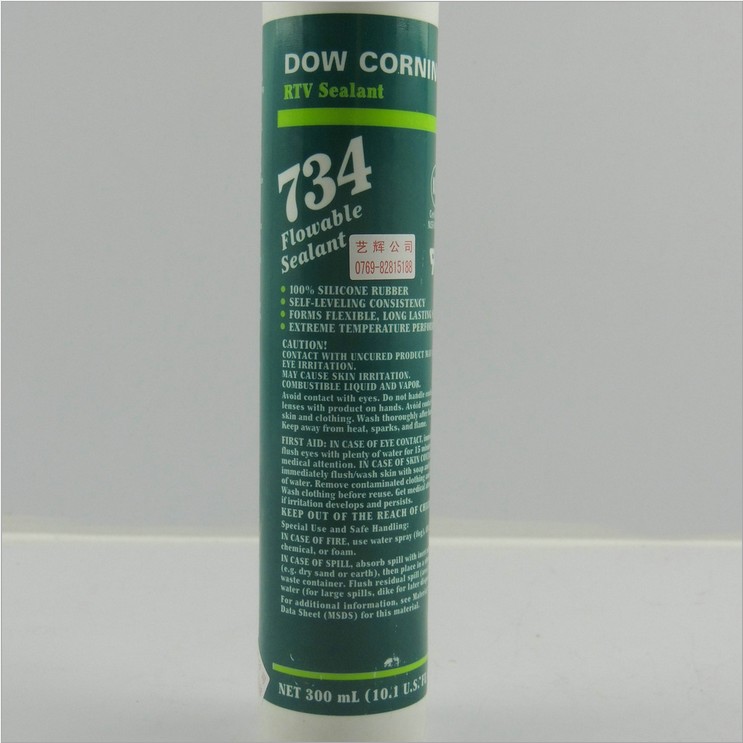 DOW CORNIN
RTV Sealant
734
Flowable
Sealant
艺辉公司
0769-82815188
• 100% SILICONE RUBBER
• SELF-LEVELING CONSISTENCY
• FORMS FLEXIBLE, LONG LASTING
• EXTREME TEMPERATURE PERFO
CAUTION!
CONTACT WITH UNCURED PRODUCT MA
EYE IRRITATION.
MAY CAUSE SKIN IRRITATION.
COMBUSTIBLE LIQUID AND VAPOR.
Avoid contact with eyes. Do not handle
lenses with product on hands. Avoid
skin and clothing. Wash thoroughly after
Keep away from heat, sparks, and flame.
FIRST AID: IN CASE OF EYE CONTACT,
flush eyes with plenty of water for 15
medical attention. IN CASE OF SKIN
immediately flush/wash skin with soap
of water. Remove contaminated clothing
Wash clothing before reuse. Get medical
if irritation develops and persists.
KEEP OUT OF THE REACH OF
Special Use and Safe Handling:
IN CASE OF FIRE, use water spray (fog),
chemical, or foam.
IN CASE OF SPILL, absorb spill with
(e.g. dry sand or earth), then place in a
waste container. Flush residual spill
water (for large spills, dike for later
For additional information, see
Data Sheet (MSDS) for this material.
NET 300 mL (10.1 U.S.